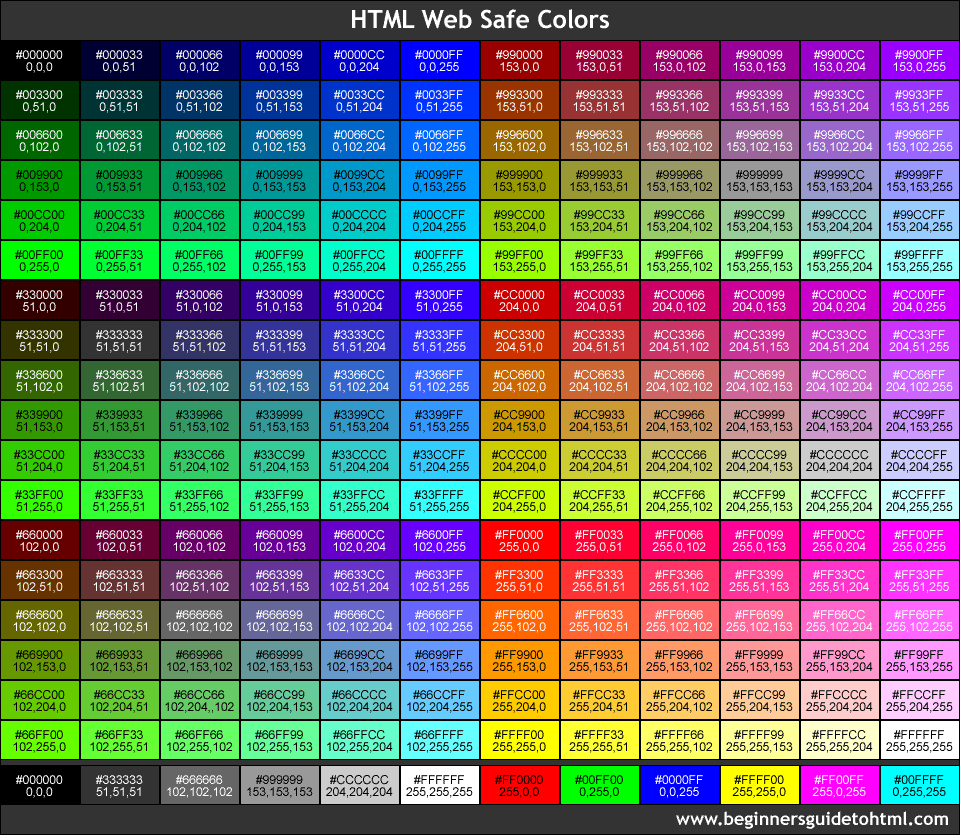 HTML Web Safe Colors
#000000 #000033 #000066 #000099 #0000CC #0000FF #990000 #990033 #990066 #990099 #9900CC #9900FF
0,0,0 0,0,51 0,0,102 0,0,153 0,0,204 0,0,255 153,0,0 153,0,51 153,0,102 153,0,153 153,0,204 153,0,255
#003300 #003333 #003366 #003399 #0033CC #0033FF #993300 #993333 #993366 #993399 #9933CC #9933FF
0,51,0 0,51,51 0,51,102 0,51,153 0,51,204 0,51,255 153,51,0 153,51,51 153,51,102 153,51,153 153,51,204 153,51,255
#006600 #006633 #006666 #006699 #0066CC #0066FF #996600 #996633 #996666 #996699 #9966CC #9966FF
0,102,0 0,102,51 0,102,102 0,102,153 0,102,204 0,102,255 153,102,0 153,102,51 153,102,102 153,102,153 153,102,204 153,102,255
#009900 #009933 #009966 #009999 #0099CC #0099FF #999900 #999933 #999966 #999999 #9999CC #9999FF
0,153,0 0,153,51 0,153,102 0,153,153 0,153,204 0,153,255 153,153,0 153,153,51 153,153,102 153,153,153 153,153,204 153,153,255
#00CC00 #00CC33 #00CC66 #00CC99 #00CCCC #00CCFF #99CC00 #99CC33 #99CC66 #99CC99 #99CCCC #99CCFF
0,204,0 0,204,51 0,204,102 0,204,153 0,204,204 0,204,255 153,204,0 153,204,51 153,204,102 153,204,153 153,204,204 153,204,255
#00FF00 #00FF33 #00FF66 #00FF99 #00FFCC #00FFFF #99FF00 #99FF33 #99FF66 #99FF99 #99FFCC #99FFFF
0,255,0 0,255,51 0,255,102 0,255,153 0,255,204 0,255,255 153,255,0 153,255,51 153,255,102 153,255,153 153,255,204 153,255,255
#330000 #330033 #330066 #330099 #3300CC #3300FF #CC0000 #CC0033 #CC0066 #CC0099 #CC00CC #CC00FF
51,0,0 51,0,51 51,0,102 51,0,153 51,0,204 51,0,255 204,0,0 204,0,51 204,0,102 204,0,153 204,0,204 204,0,255
#333300 #333333 #333366 #333399 #3333CC #3333FF #CC3300 #CC3333 #CC3366 #CC3399 #CC33CC #CC33FF
51,51,0 51,51,51 51,51,102 51,51,153 51,51,204 51,51,255 204,51,0 204,51,51 204,51,102 204,51,153 204,51,204 204,51,255
#336600 #336633 #336666 #336699 #3366CC #3366FF #CC6600 #CC6633 #CC6666 #CC6699 #CC66CC #CC66FF
51,102,0 51,102,51 51,102,102 51,102,153 51,102,204 51,102,255 204,102,0 204,102,51 204,102,102 204,102,153 204,102,204 204,102,255
#339900 #339933 #339966 #339999 #3399CC #3399FF #CC9900 #CC9933 #CC9966 #CC9999 #CC99CC #CC99FF
51,153,0 51,153,51 51,153,102 51,153,153 51,153,204 51,153,255 204,153,0 204,153,51 204,153,102 204,153,153 204,153,204 204,153,255
#33CC00 #33CC33 #33CC66 #33CC99 #33CCCC #33CCFF #CCCC00 #CCCC33 #CCCC66 #CCCC99 #CCCCCC #CCCCFF
51,204,0 51,204,51 51,204,102 51,204,153 51,204,204 51,204,255 204,204,0 204,204,51 204,204,102 204,204,153 204,204,204 204,204,255
#33FF00 #33FF33 #33FF66 #33FF99 #33FFCC #33FFFF #CCFF00 #CCFF33 #CCFF66 #CCFF99 #CCFFCC #CCFFFF
51,255,0 51,255,51 51,255,102 51,255,153 51,255,204 51,255,255 204,255,0 204,255,51 204,255,102 204,255,153 204,255,204 204,255,255
#660000 #660033 #660066 #660099 #6600CC #6600FF #FF0000 #FF0033 #FF0066 #FF0099 #FF00CC #FF00FF
102,0,0 102,0,51 102,0,102 102,0,153 102,0,204 102,0,255 255,0,0 255,0,51 255,0,102 255,0,153 255,0,204 255,0,255
#663300 #663333 #663366 #663399 #6633CC #6633FF #FF3300 #FF3333 #FF3366 #FF3399 #FF33CC #FF33FF
102,51,0 102,51,51 102,51,102 102,51,153 102,51,204 102,51,255 255,51,0 255,51,51 255,51,102 255,51,153 255,51,204 255,51,255
#666600 #666633 #666666 #666699 #6666CC #6666FF #FF6600 #FF6633 #FF6666 #FF6699 #FF66CC #FF66FF
102,102,0 102,102,51 102,102,102 102,102,153 102,102,204 102,102,255 255,102,0 255,102,51 255,102,102 255,102,153 255,102,204 255,102,255
#669900 #669933 #669966 #669999 #6699CC #6699FF #FF9900 #FF9933 #FF9966 #FF9999 #FF99CC #FF99FF
102,153,0 102,153,51 102,153,102 102,153,153 102,153,204 102,153,255 255,153,0 255,153,51 255,153,102 255,153,153 255,153,204 255,153,255
#66CC00 #66CC33 #66CC66 #66CC99 #66CCCC #66CCFF #FFCC00 #FFCC33 #FFCC66 #FFCC99 #FFCCCC #FFCCFF
102,204,0 102,204,51 102,204,,102 102,204,153 102,204,204 102,204,255 255,204,0 255,204,51 255,204,102 255,204,153 255,204,204 255,204,255
#66FF00 #66FF33 #66FF66 #66FF99 #66FFCC #66FFFF #FFFF00 #FFFF33 #FFFF66 #FFFF99 #FFFFCC #FFFFFF
102,255,0 102,255,51 102,255,102 102,255,153 102,255,204 102,255,255 255,255,0 255,255,51 255,255,102 255,255,153 255,255,204 255,255,255
#000000 #333333 #666666 #999999 #CCCCCC #FFFFFF #FF0000 #00FF00 #0000FF #FFFF00 #FF00FF #00FFFF
0,0,0 51,51,51 102,102,102 153,153,153 204,204,204 255,255,255 255,0,0 0,255,0 0,0,255 255,255,0 255,0,255 0,255,255
www.beginnersguidetohtml.com